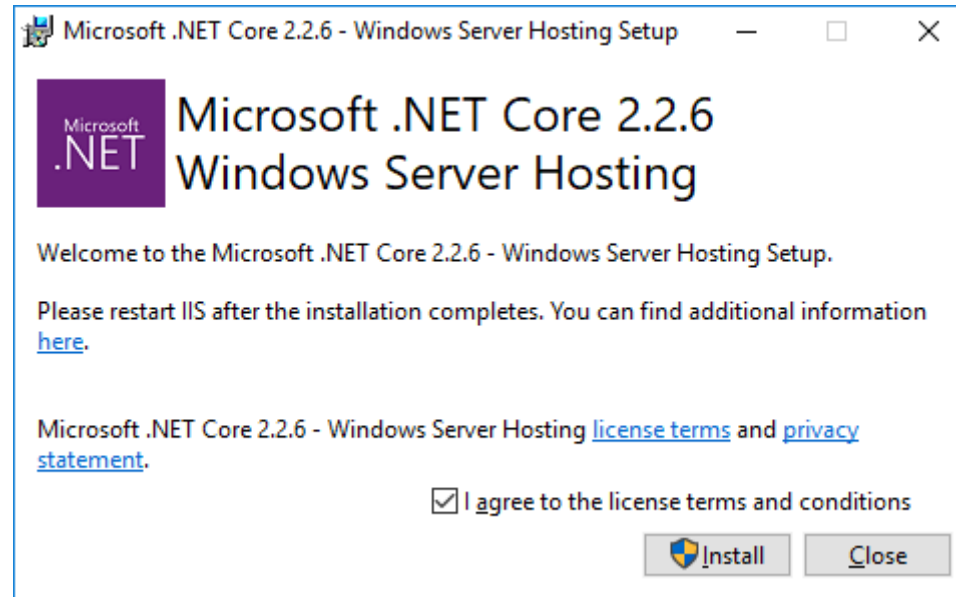 Microsoft .NET Core 2.2.6 - Windows Server Hosting Setup
Microsoft
.NET
Microsoft .NET Core 2.2.6
Windows Server Hosting
Welcome to the Microsoft .NET Core 2.2.6 - Windows Server Hosting Setup.
Please restart IIS after the installation completes. You can find additional information
here.
Microsoft .NET Core 2.2.6 - Windows Server Hosting license terms and privacy
statement.
I agree to the license terms and conditions
Install
Close